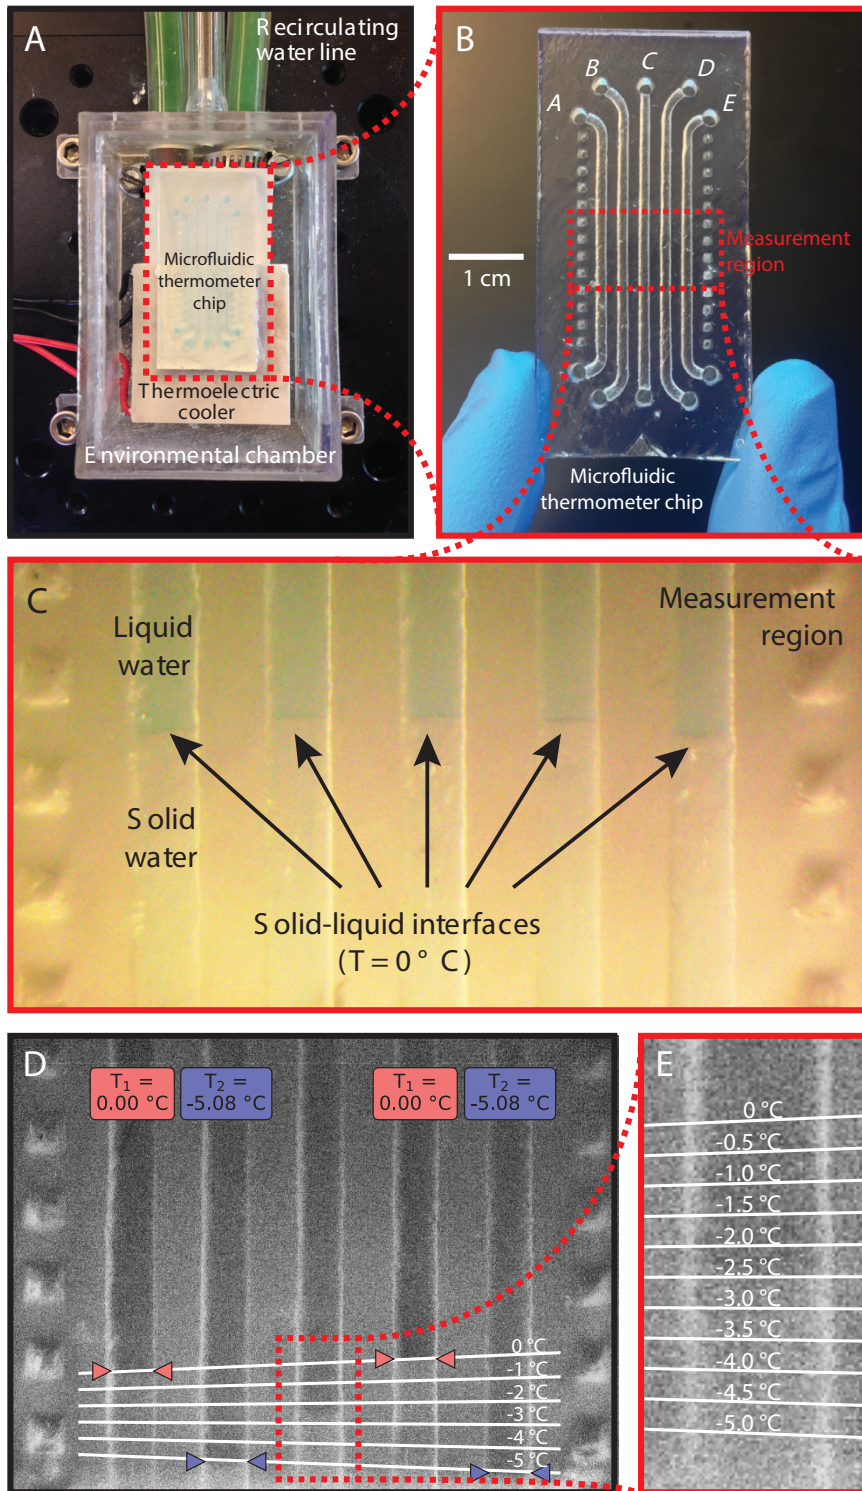 A
Recirculating
water line
Microfluidic
thermometer
chip
Thermoelectric
cooler
Environmental chamber
B
A
B
C
D
E
Measurement
region
1 cm
Microfluidic
thermometer chip
C
Liquid
water
Measurement
region
Solid
water
Solid-liquid interfaces
(T = 0 °C)
D
T1 =
0.00 °C
T2 =
-5.08 °C
T1 =
0.00 °C
T2 =
-5.08 °C
0 °C
-1 °C
-2 °C
-3 °C
-4 °C
-5 °C
E
0 °C
-0.5 °C
-1.0 °C
-1.5 °C
-2.0 °C
-2.5 °C
-3.0 °C
-3.5 °C
-4.0 °C
-4.5 °C
-5.0 °C